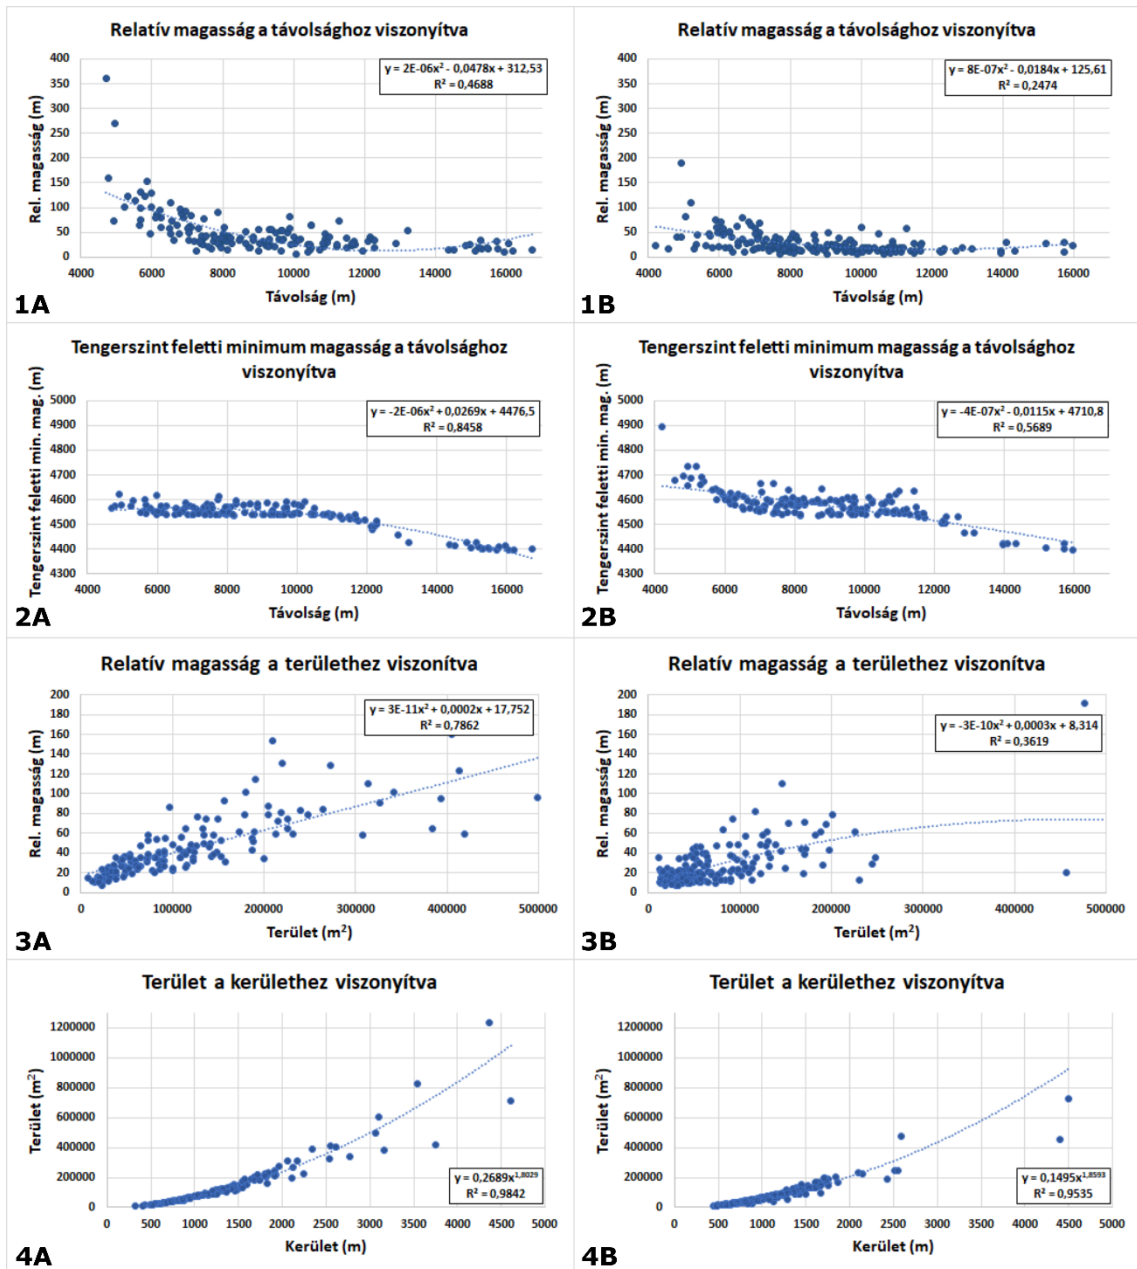 Relatív magasság a távolsághoz viszonyítva
y = 2E-06x² - 0,0478x + 312,53
R² = 0,4688
Rel. magasság (m)
400
350
300
250
200
150
100
50
0
4000 6000 8000 10000 12000 14000 16000
Távolság (m)
1A
Relatív magasság a távolsághoz viszonyítva
y = 8E-07x² - 0,0184x + 125,61
R² = 0,2474
Rel. magasság (m)
400
350
300
250
200
150
100
50
0
4000 6000 8000 10000 12000 14000 16000
Távolság (m)
1B
Tengerszint feletti minimum magasság a távolsághoz
viszonyítva
y = -2E-06x² + 0,0269x + 4476,5
R² = 0,8458
Tengerszint feletti min. mag. (m)
5000
4900
4800
4700
4600
4500
4400
4300
4000 6000 8000 10000 12000 14000 16000
Távolság (m)
2A
Tengerszint feletti minimum magasság a távolsághoz
viszonyítva
y = -4E-07x² - 0,0115x + 4710,8
R² = 0,5689
Tengerszint feletti min. mag. (m)
5000
4900
4800
4700
4600
4500
4400
4300
4000 6000 8000 10000 12000 14000 16000
Távolság (m)
2B
Relatív magasság a területhez viszonítva
y = 3E-11x² + 0,0002x + 17,752
R² = 0,7862
Rel. magasság (m)
200
180
160
140
120
100
80
60
40
20
0
0 100000 200000 300000 400000 500000
Terület (m²)
3A
Relatív magasság a területhez viszonítva
y = -3E-10x² + 0,0003x + 8,314
R² = 0,3619
Rel. magasság (m)
200
180
160
140
120
100
80
60
40
20
0
0 100000 200000 300000 400000 500000
Terület (m²)
3B
Terület a kerülethez viszonyítva
Terület (m²)
1200000
1000000
800000
600000
400000
200000
0
y = 0,2689x^1,8029
R² = 0,9842
0 500 1000 1500 2000 2500 3000 3500 4000 4500 5000
Kerület (m)
4A
Terület a kerülethez viszonyítva
Terület (m²)
1200000
1000000
800000
600000
400000
200000
0
y = 0,1495x^1,8593
R² = 0,9535
0 500 1000 1500 2000 2500 3000 3500 4000 4500 5000
Kerület (m)
4B